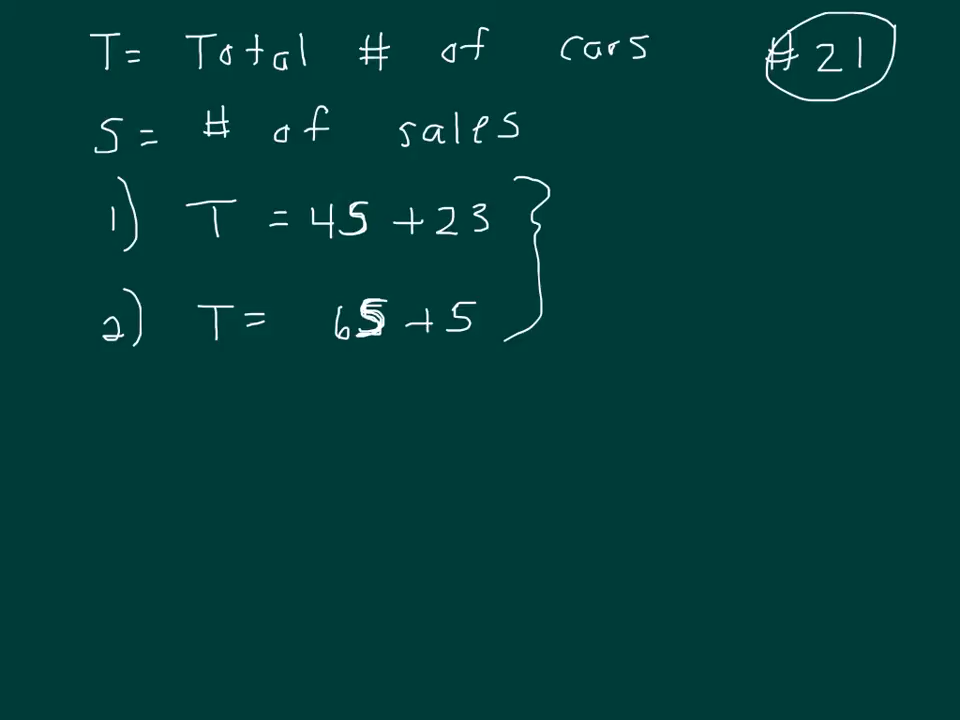 T= Total # of cars #21
S= # of sales
1) T = 4S + 23
2) T = 6S + 5